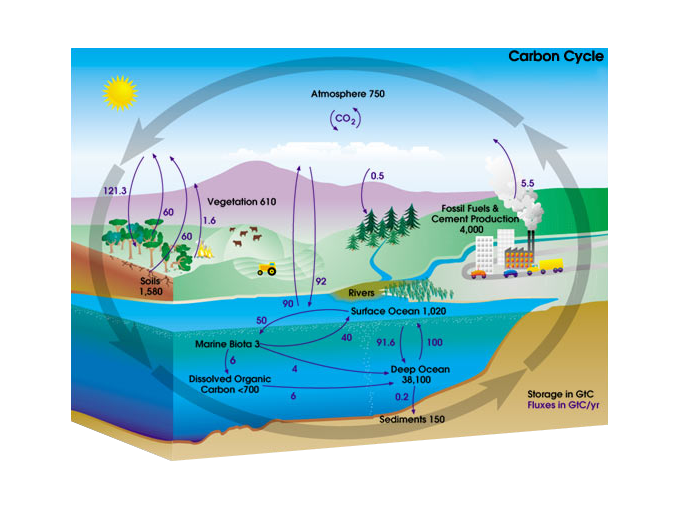 Carbon Cycle
Atmosphere 750
CO2
121.3
60
60
1.6
Vegetation 610
0.5
5.5
Fossil Fuels &
Cement Production
4,000
Soils
1,580
92
90
Rivers
Surface Ocean 1,020
50
40
Marine Biota 3
91.6
100
6
4
Deep Ocean
38,100
Dissolved Organic
Carbon <700
6
0.2
Sediments 150
Storage in GtC
Fluxes in GtC/yr